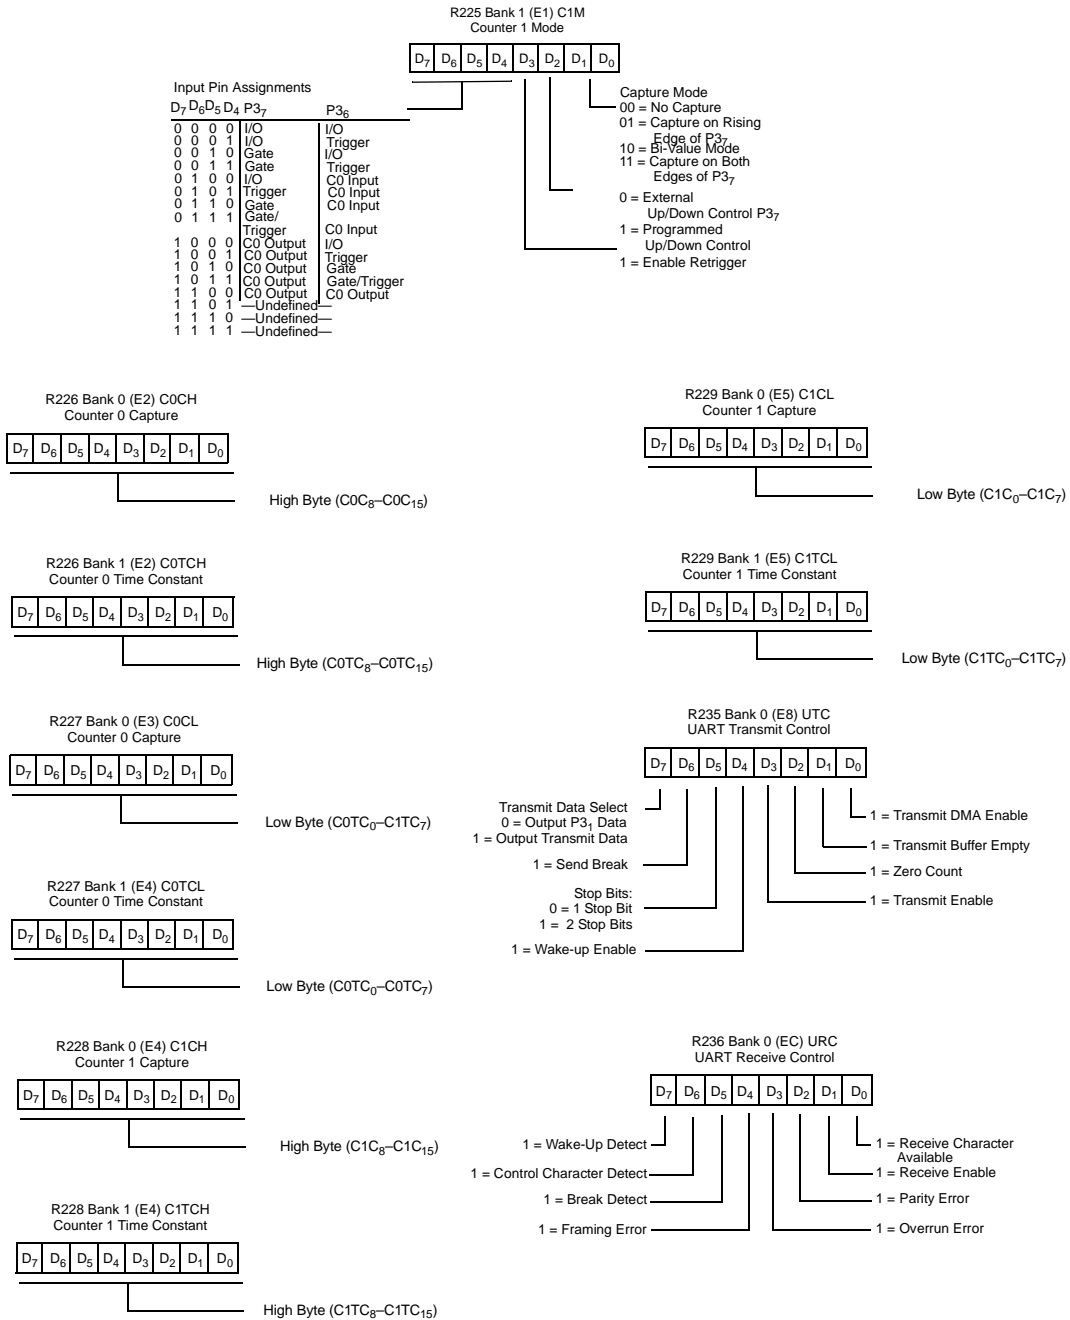 R225 Bank 1 (E1) C1M
Counter 1 Mode
D7 D6 D5 D4 D3 D2 D1 D0
Input Pin Assignments
D7 D6 D5 D4 P37 P36
0 0 0 0 I/O I/O
0 0 0 1 I/O Trigger
0 0 1 0 Gate I/O
0 0 1 1 Gate Trigger
0 1 0 0 I/O C0 Input
0 1 0 1 Trigger C0 Input
0 1 1 0 Gate C0 Input
0 1 1 1 Gate/
Trigger C0 Input
1 0 0 0 C0 Output I/O
1 0 0 1 C0 Output Trigger
1 0 1 0 C0 Output Gate
1 0 1 1 C0 Output Gate/Trigger
1 1 0 0 C0 Output C0 Output
1 1 0 1 —Undefined—
1 1 1 0 —Undefined—
1 1 1 1 —Undefined—
Capture Mode
00 = No Capture
01 = Capture on Rising
Edge of P37
10 = Bi-Value Mode
11 = Capture on Both
Edges of P37
0 = External
Up/Down Control P37
1 = Programmed
Up/Down Control
1 = Enable Retrigger
R226 Bank 0 (E2) C0CH
Counter 0 Capture
D7 D6 D5 D4 D3 D2 D1 D0
High Byte (C0C8–C0C15)
R226 Bank 1 (E2) C0TCH
Counter 0 Time Constant
D7 D6 D5 D4 D3 D2 D1 D0
High Byte (C0TC8–C0TC15)
R227 Bank 0 (E3) C0CL
Counter 0 Capture
D7 D6 D5 D4 D3 D2 D1 D0
Low Byte (C0TC0–C1TC7)
R227 Bank 1 (E4) C0TCL
Counter 0 Time Constant
D7 D6 D5 D4 D3 D2 D1 D0
Low Byte (C0TC0–C0TC7)
R228 Bank 0 (E4) C1CH
Counter 1 Capture
D7 D6 D5 D4 D3 D2 D1 D0
High Byte (C1C8–C1C15)
R228 Bank 1 (E4) C1TCH
Counter 1 Time Constant
D7 D6 D5 D4 D3 D2 D1 D0
High Byte (C1TC8–C1TC15)
R229 Bank 0 (E5) C1CL
Counter 1 Capture
D7 D6 D5 D4 D3 D2 D1 D0
Low Byte (C1C0–C1C7)
R229 Bank 1 (E5) C1TCL
Counter 1 Time Constant
D7 D6 D5 D4 D3 D2 D1 D0
Low Byte (C1TC0–C1TC7)
R235 Bank 0 (E8) UTC
UART Transmit Control
D7 D6 D5 D4 D3 D2 D1 D0
Transmit Data Select
0 = Output P31 Data
1 = Output Transmit Data
1 = Send Break
Stop Bits:
0 = 1 Stop Bit
1 = 2 Stop Bits
1 = Wake-up Enable
1 = Transmit DMA Enable
1 = Transmit Buffer Empty
1 = Zero Count
1 = Transmit Enable
R236 Bank 0 (EC) URC
UART Receive Control
D7 D6 D5 D4 D3 D2 D1 D0
1 = Wake-Up Detect
1 = Control Character Detect
1 = Break Detect
1 = Framing Error
1 = Receive Character
Available
1 = Receive Enable
1 = Parity Error
1 = Overrun Error